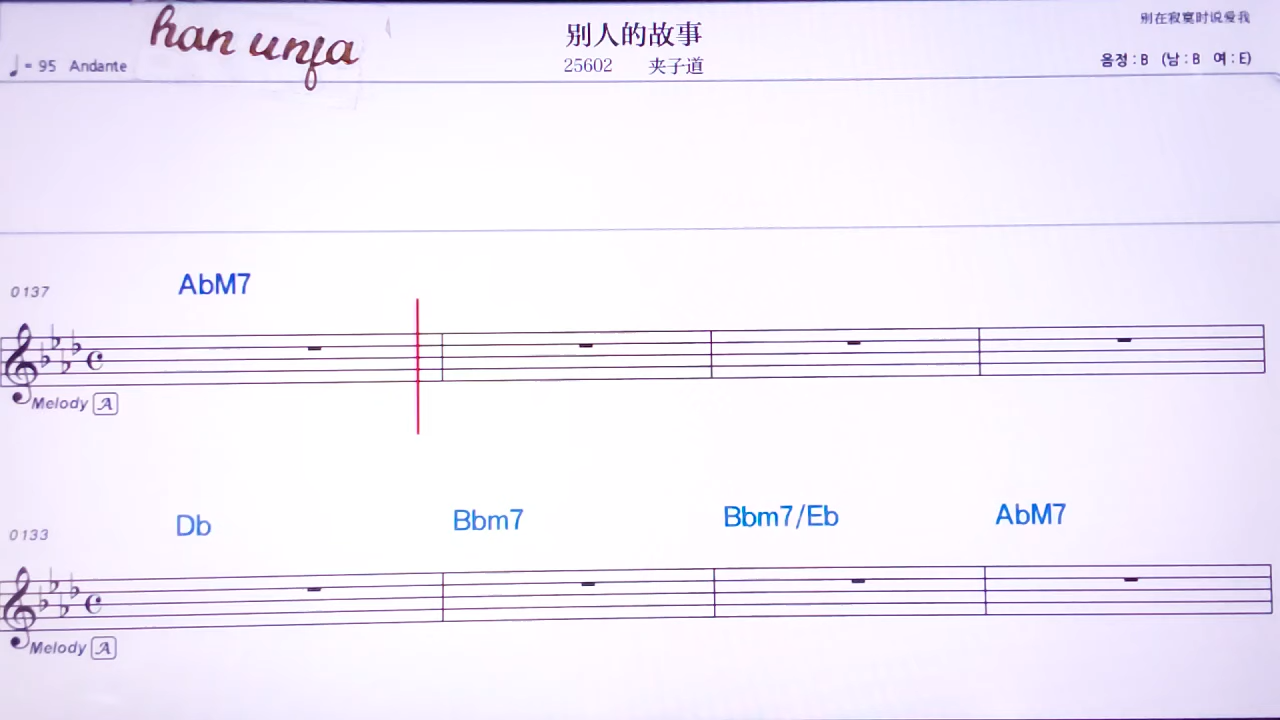 han unfa
别人的故事
别在寂寞时说爱我
♩ = 95 Andante
25602 夹子道
음정 : B (남 : B 여 : E)
0137 AbM7
Melody A
0133 Db Bbm7 Bbm7/Eb AbM7
Melody A